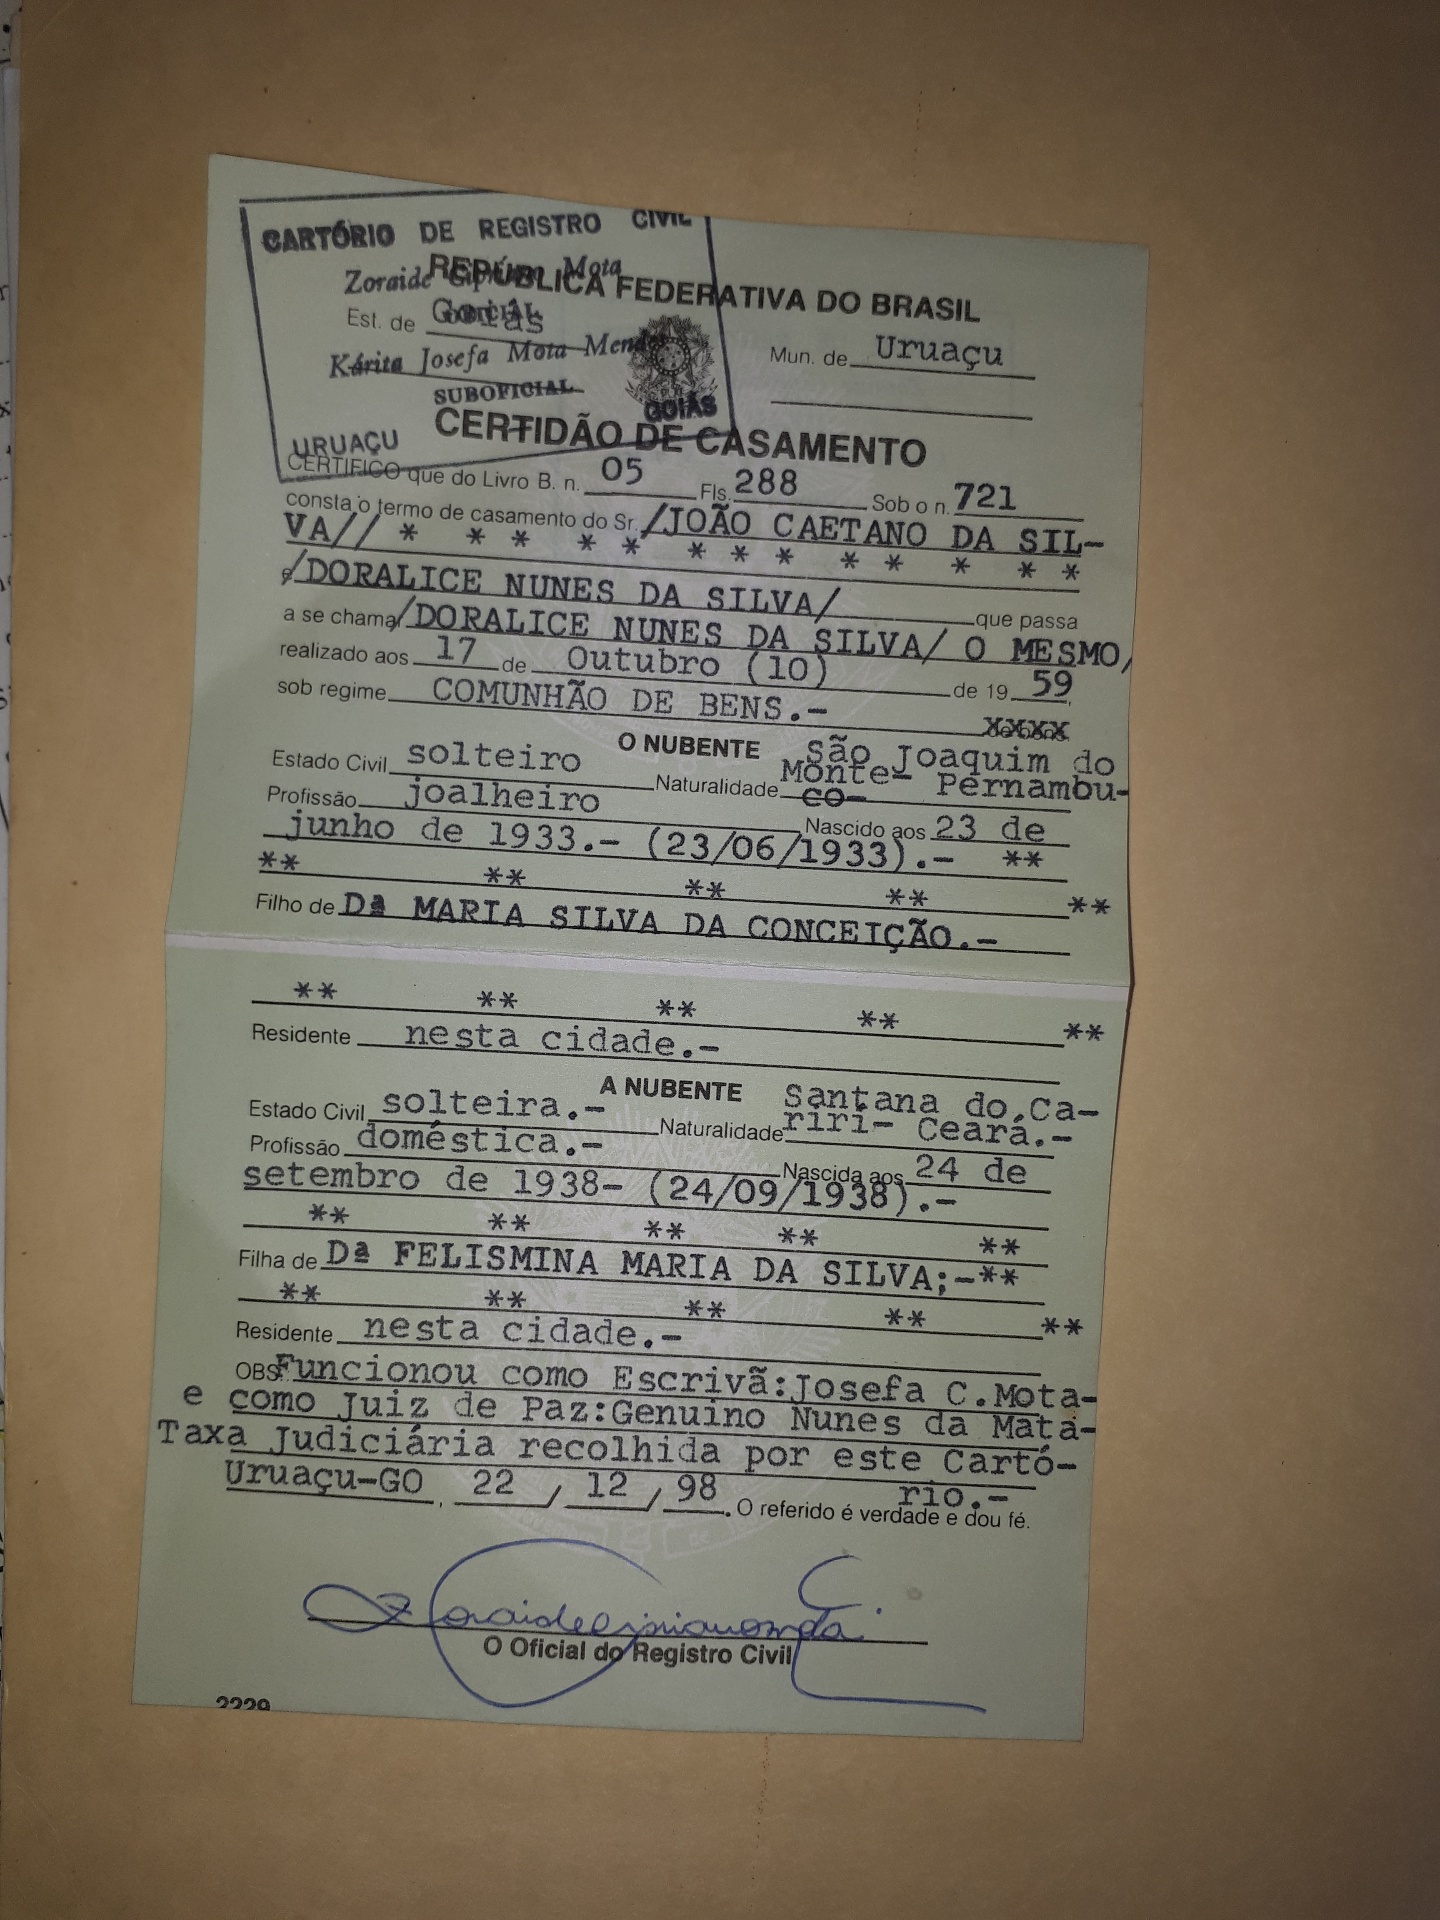 CARTÓRIO DE REGISTRO CIVIL
Zoraide Mota
REPÚBLICA FEDERATIVA DO BRASIL
Est. de Goiás
OFICIAL
Kárita Josefa Mota Mendes
Mun. de Uruaçu
SUBOFICIAL
GOIÁS
URUAÇU
CERTIDÃO DE CASAMENTO
CERTIFICO que do Livro B. n. 05 Fls. 288 Sob o n. 721
consta o termo de casamento do Sr. /JOÃO CAETANO DA SIL-
VA// * * * * * * * * * * * * *
e/DORALICE NUNES DA SILVA/ que passa
a se chamar/DORALICE NUNES DA SILVA/ O MESMO/
realizado aos 17 de Outubro (10) de 19 59
sob regime COMUNHÃO DE BENS.- xxxx
O NUBENTE
Estado Civil solteiro Naturalidade São Joaquim do
Monte- Pernambu-
co-
Profissão joalheiro Nascido aos 23 de
junho de 1933.- (23/06/1933).- **
** ** ** ** **
Filho de Dª MARIA SILVA DA CONCEIÇÃO.-
** ** ** ** **
Residente nesta cidade.-
A NUBENTE
Estado Civil solteira.- Naturalidade Santana do Ca-
riri- Ceará.-
Profissão doméstica.- Nascida aos 24 de
setembro de 1938- (24/09/1938).-
** ** ** ** **
Filha de Dª FELISMINA MARIA DA SILVA;-**
** ** ** ** **
Residente nesta cidade.-
OBS. Funcionou como Escrivã:Josefa C.Mota-
e como Juiz de Paz:Genuino Nunes da Mata-
Taxa Judiciária recolhida por este Cartó-
rio.-
Uruaçu-GO, 22 / 12 / 98. O referido é verdade e dou fé.
O Oficial do Registro Civil
2229